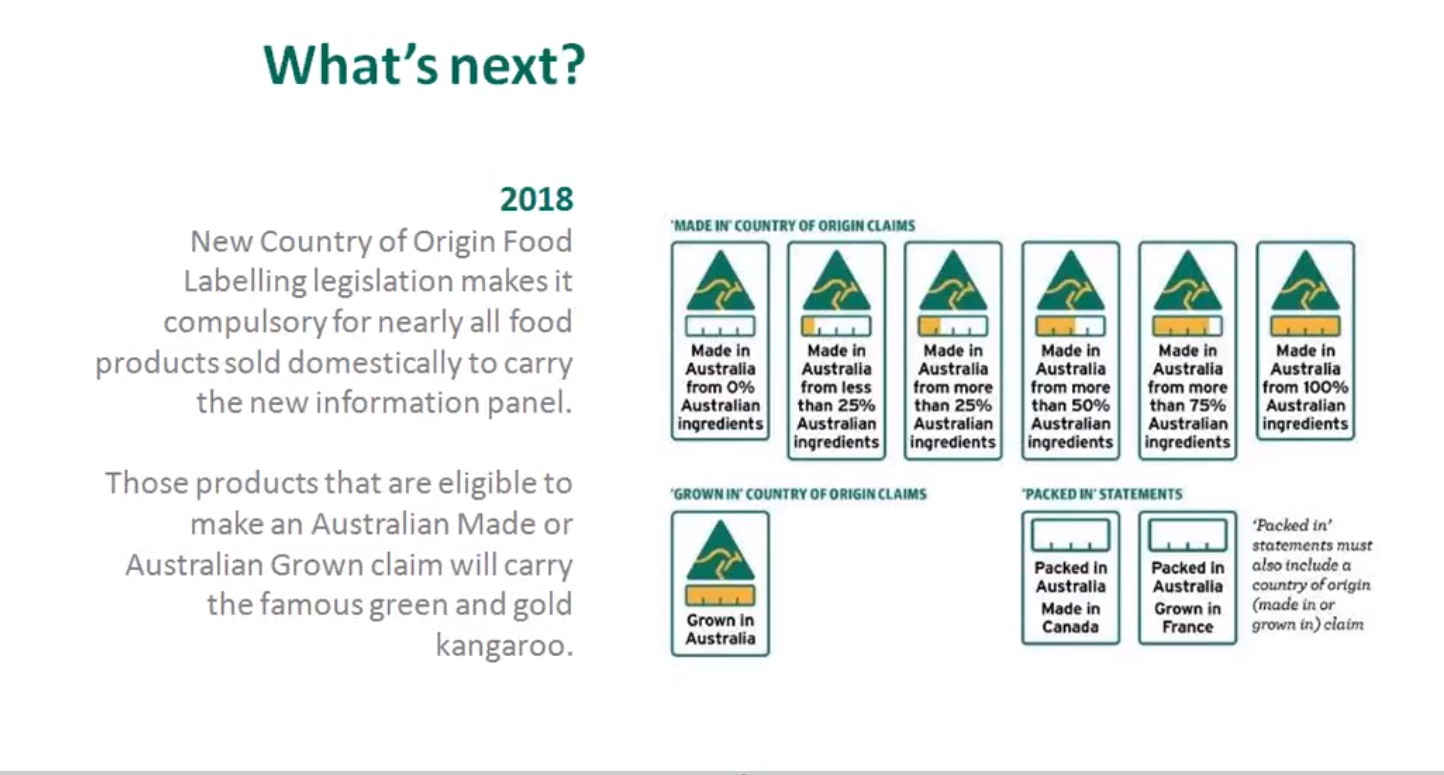 What's next?
2018
New Country of Origin Food
Labelling legislation makes it
compulsory for nearly all food
products sold domestically to carry
the new information panel.
Those products that are eligible to
make an Australian Made or
Australian Grown claim will carry
the famous green and gold
kangaroo.
'MADE IN' COUNTRY OF ORIGIN CLAIMS
Made in
Australia
from 0%
Australian
ingredients
Made in
Australia
from less
than 25%
Australian
ingredients
Made in
Australia
from more
than 25%
Australian
ingredients
Made in
Australia
from more
than 50%
Australian
ingredients
Made in
Australia
from more
than 75%
Australian
ingredients
Made in
Australia
from 100%
Australian
ingredients
'GROWN IN' COUNTRY OF ORIGIN CLAIMS
Grown in
Australia
'PACKED IN' STATEMENTS
Packed in
Australia
Made in
Canada
Packed in
Australia
Grown in
France
'Packed in'
statements must
also include a
country of origin
(made in or
grown in) claim